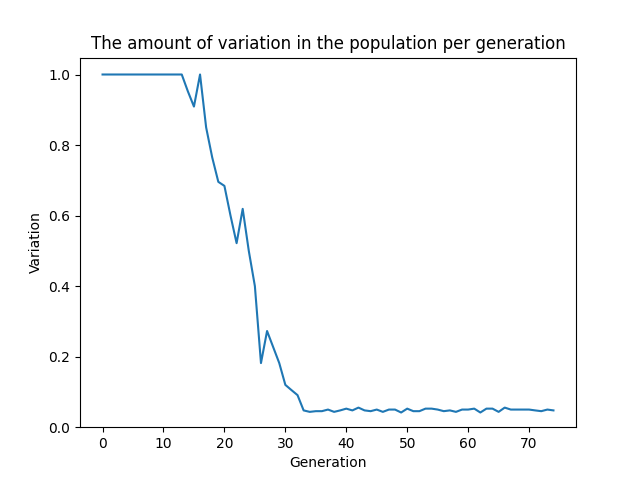 The amount of variation in the population per generation
1.0
0.8
0.6
0.4
0.2
0.0
Variation
0 10 20 30 40 50 60 70
Generation